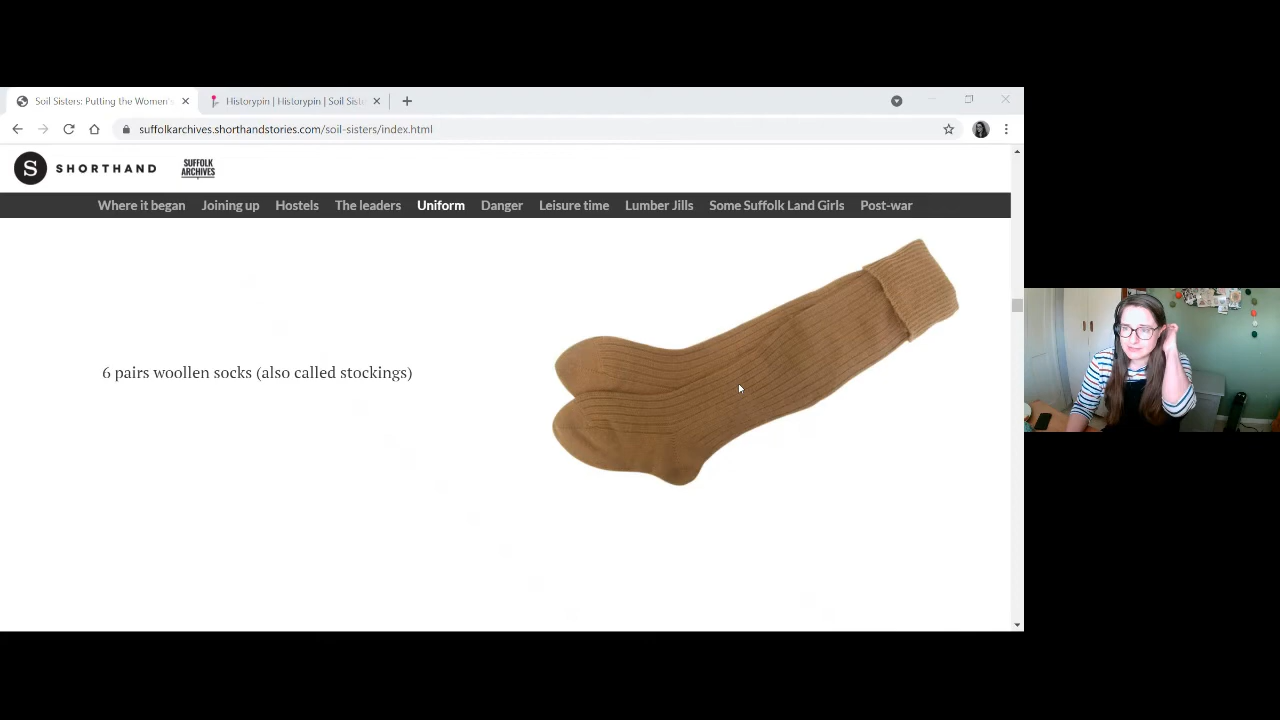 Soil Sisters: Putting the Women's
Historypin | Historypin | Soil Siste
suffolkarchives.shorthandstories.com/soil-sisters/index.html
S SHORTHAND
SUFFOLK
ARCHIVES
Where it began Joining up Hostels The leaders Uniform Danger Leisure time Lumber Jills Some Suffolk Land Girls Post-war
6 pairs woollen socks (also called stockings)